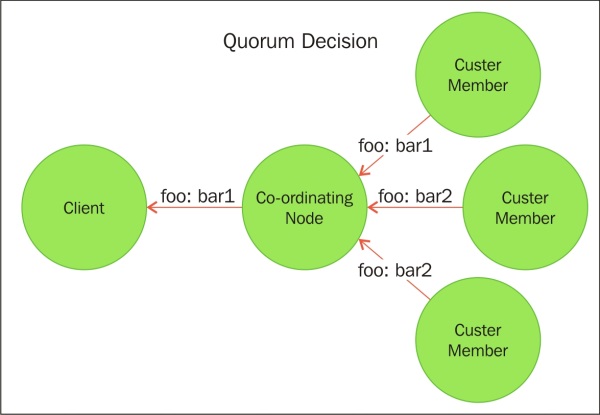 Quorum Decision
Custer
Member
foo: bar1
Client
foo: bar1
Co-ordinating
Node
foo: bar2
Custer
Member
foo: bar2
Custer
Member